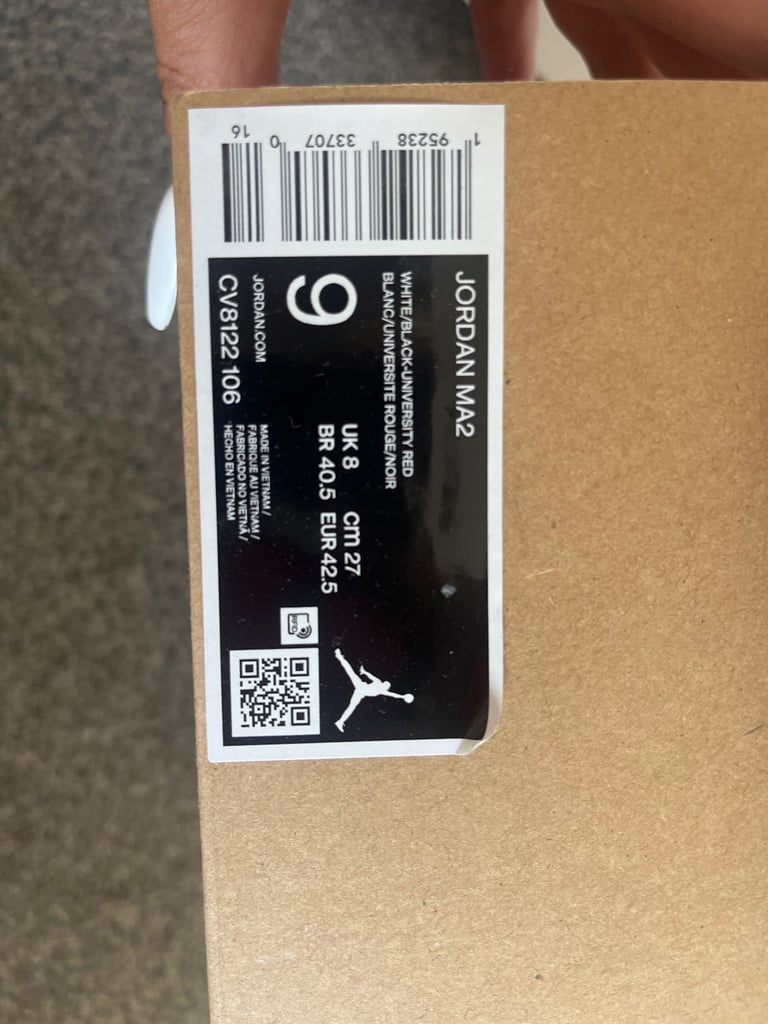 JORDAN MA2
WHITE/BLACK-UNIVERSITY RED
BLANC/UNIVERSITE ROUGE/NOIR
9
UK 8 cm 27
BR 40.5 EUR 42.5
JORDAN.COM
CV8122 106
MADE IN VIETNAM /
FABRIQUE AU VIETNAM /
FABRICADO NO VIETNÃ /
HECHO EN VIETNAM
RFID
1 95238 33707 0 16